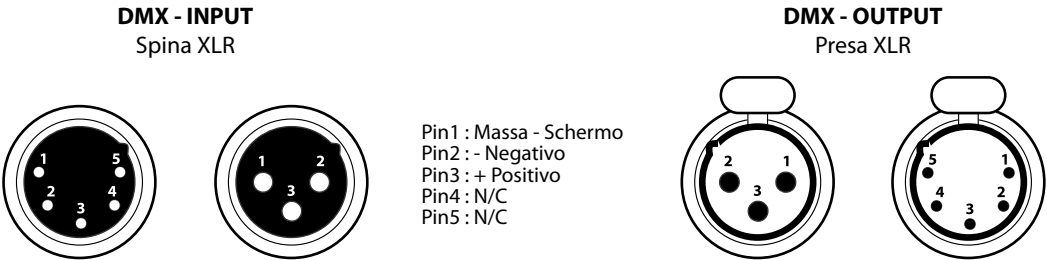 DMX - INPUT
Spina XLR
DMX - OUTPUT
Presa XLR
1 5
2 4
3
1 2
3
Pin1 : Massa - Schermo
Pin2 : - Negativo
Pin3 : + Positivo
Pin4 : N/C
Pin5 : N/C
2 1
3
5 1
4 2
3